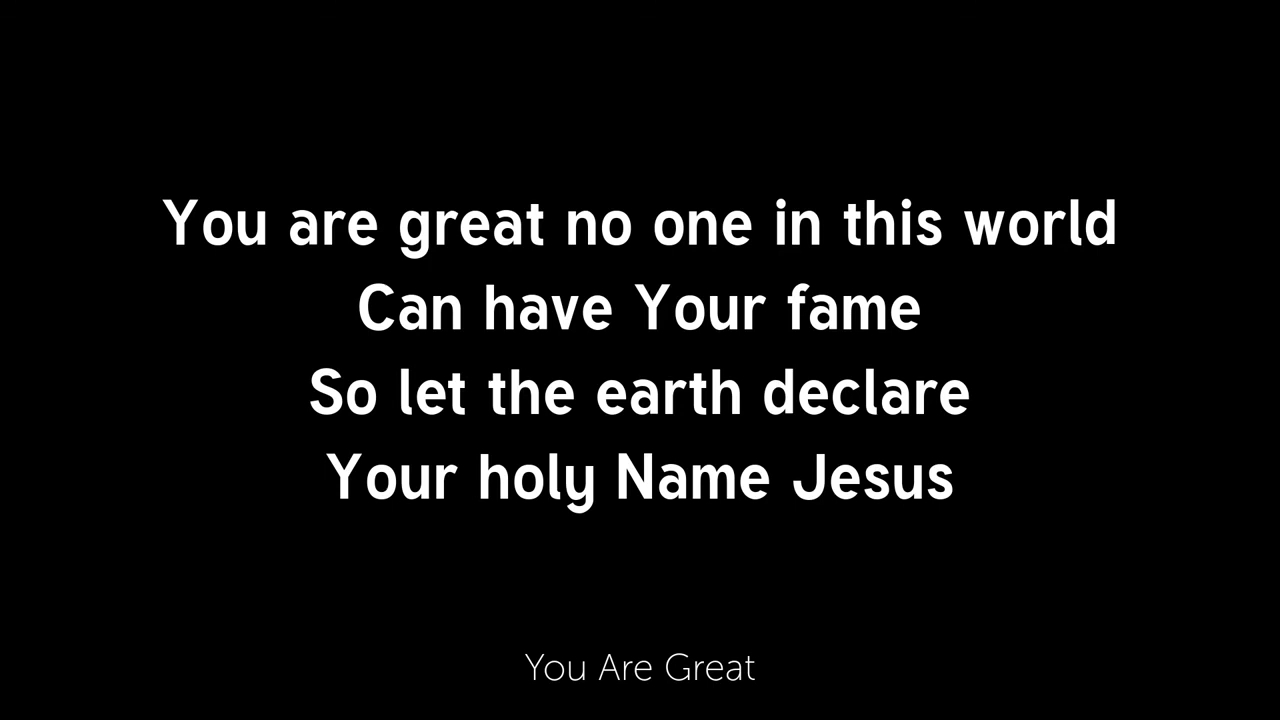 You are great no one in this world
Can have Your fame
So let the earth declare
Your holy Name Jesus
You Are Great